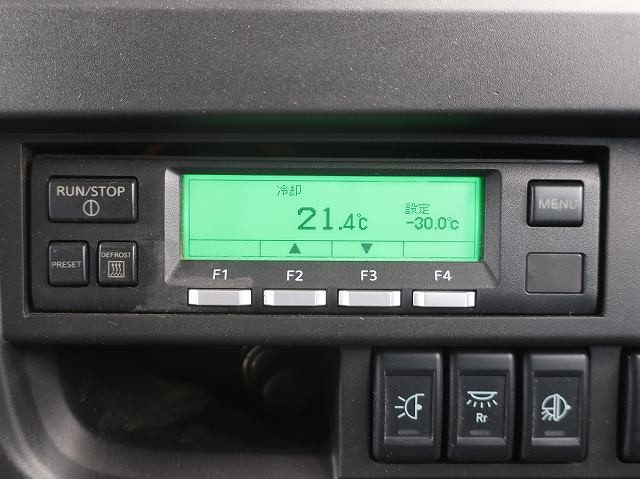 RUN/STOP
冷却
21.4℃
設定
-30.0℃
MENU
PRESET
DEFROST
▲ ▼
F1 F2 F3 F4
Rr